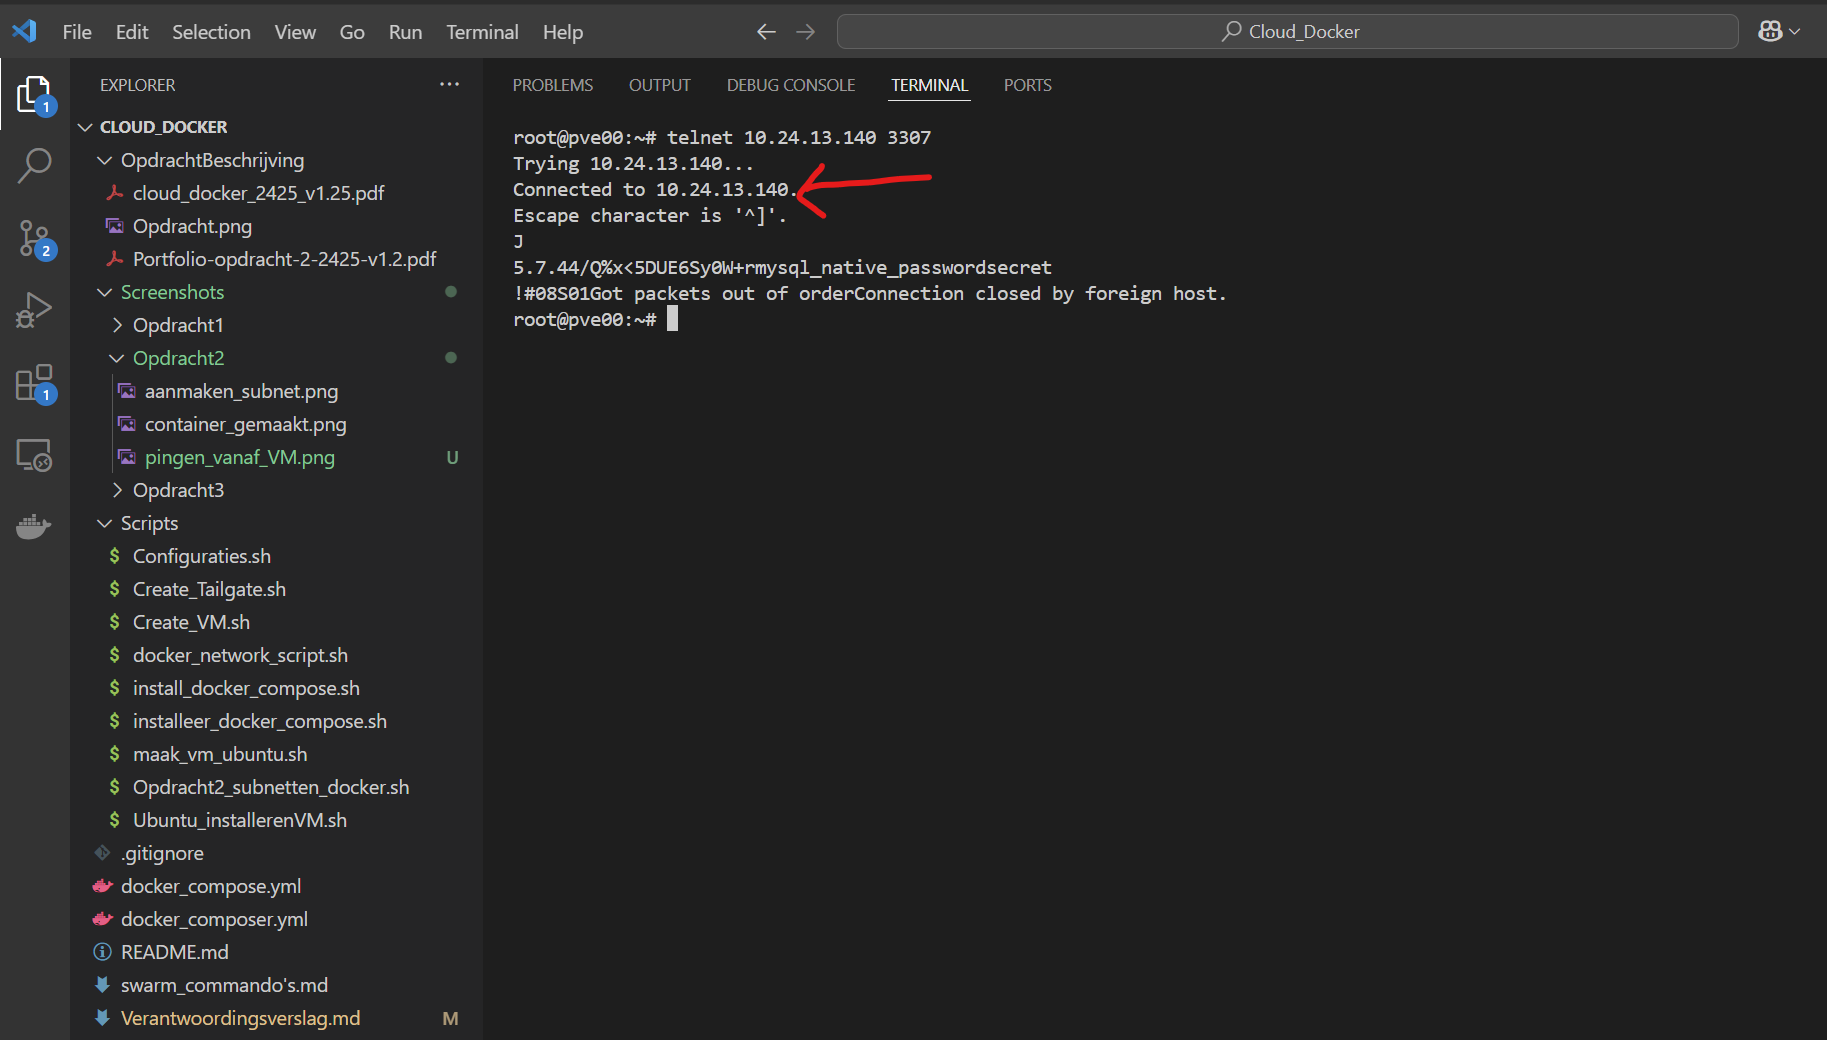 File Edit Selection View Go Run Terminal Help
Cloud_Docker
EXPLORER
1
CLOUD_DOCKER
OpdrachtBeschrijving
cloud_docker_2425_v1.25.pdf
Opdracht.png
2
Portfolio-opdracht-2-2425-v1.2.pdf
Screenshots
Opdracht1
Opdracht2
1
aanmaken_subnet.png
container_gemaakt.png
pingen_vanaf_VM.png U
Opdracht3
Scripts
$ Configuraties.sh
$ Create_Tailgate.sh
$ Create_VM.sh
$ docker_network_script.sh
$ install_docker_compose.sh
$ installeer_docker_compose.sh
$ maak_vm_ubuntu.sh
$ Opdracht2_subnetten_docker.sh
$ Ubuntu_installerenVM.sh
.gitignore
docker_compose.yml
docker_composer.yml
README.md
swarm_commando's.md
Verantwoordingsverslag.md M
PROBLEMS OUTPUT DEBUG CONSOLE TERMINAL PORTS
root@pve00:~# telnet 10.24.13.140 3307
Trying 10.24.13.140...
Connected to 10.24.13.140.
Escape character is '^]'.
J
5.7.44/Q%x<5DUE6Sy0W+rmysql_native_passwordsecret
!#08S01Got packets out of orderConnection closed by foreign host.
root@pve00:~#